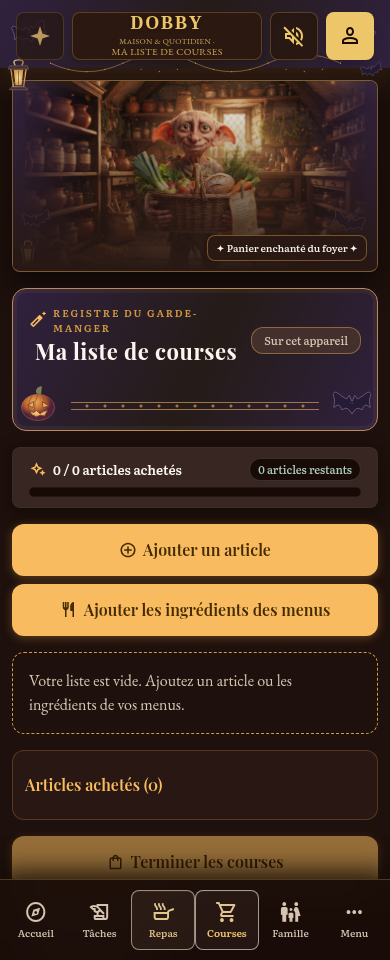 DOBBY
MAISON & QUOTIDIEN ·
MA LISTE DE COURSES
✦ Panier enchanté du foyer ✦
REGISTRE DU GARDE-
MANGER
Ma liste de courses
Sur cet appareil
0 / 0 articles achetés
0 articles restants
Ajouter un article
Ajouter les ingrédients des menus
Votre liste est vide. Ajoutez un article ou les
ingrédients de vos menus.
Articles achetés (0)
Terminer les courses
Accueil
Tâches
Repas
Courses
Famille
Menu